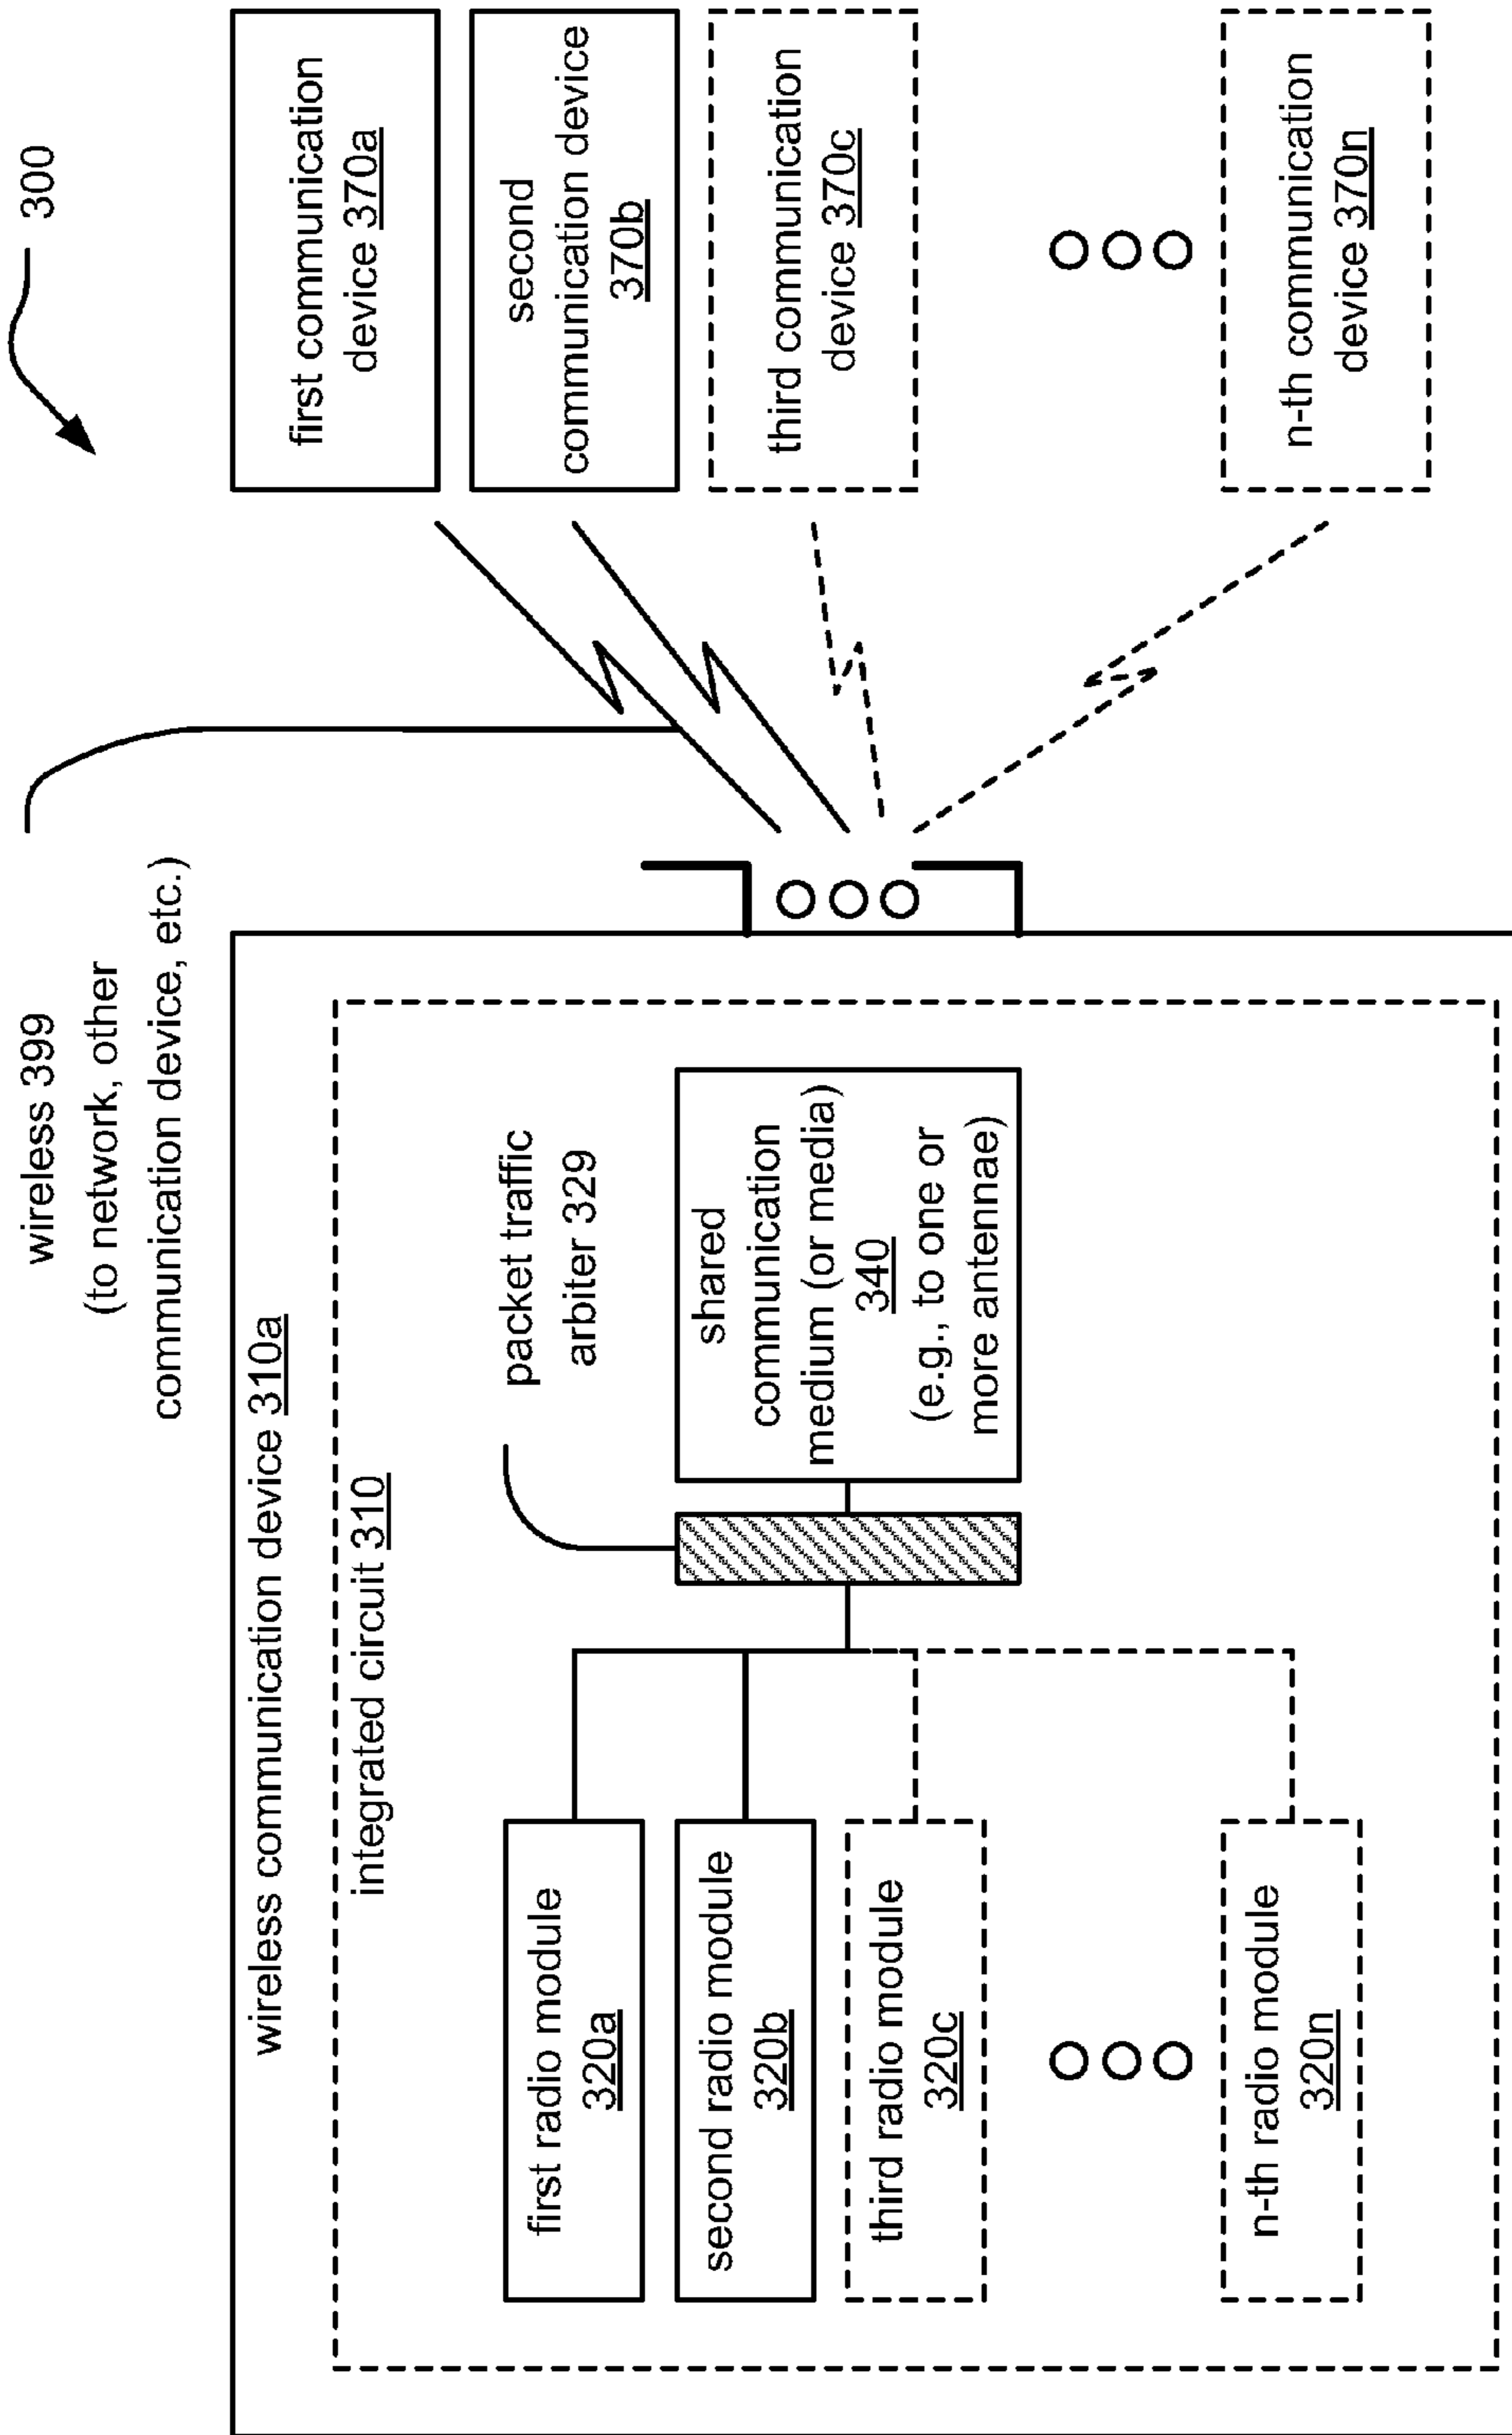 300
wireless 399
(to network, other
communication device, etc.)
wireless communication device 310a
integrated circuit 310
first radio module
320a
second radio module
320b
third radio module
320c
n-th radio module
320n
packet traffic
arbiter 329
shared
communication
medium (or media)
340
(e.g., to one or
more antennae)
first communication
device 370a
second
communication device
370b
third communication
device 370c
n-th communication
device 370n